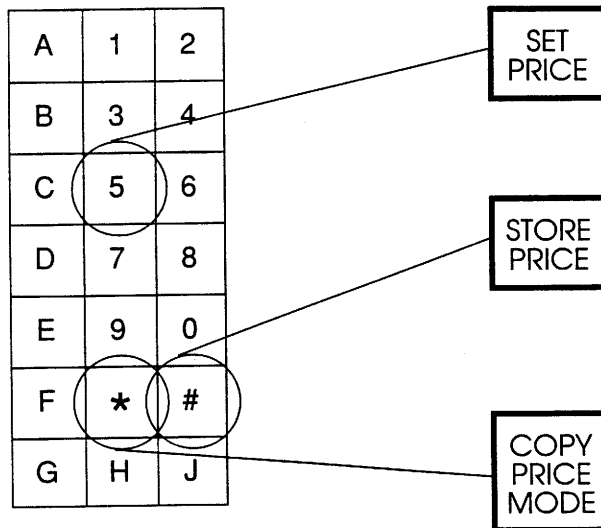 A 1 2
B 3 4
C 5 6
D 7 8
E 9 0
F * #
G H J
SET
PRICE
STORE
PRICE
COPY
PRICE
MODE